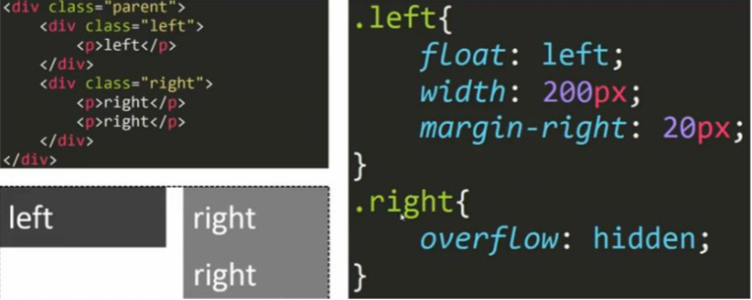 <div class="parent">
<div class="left">
<p>left</p>
</div>
<div class="right">
<p>right</p>
<p>right</p>
</div>
</div>
left
right
right
.left{
float: left;
width: 200px;
margin-right: 20px;
}
.right{
overflow: hidden;
}